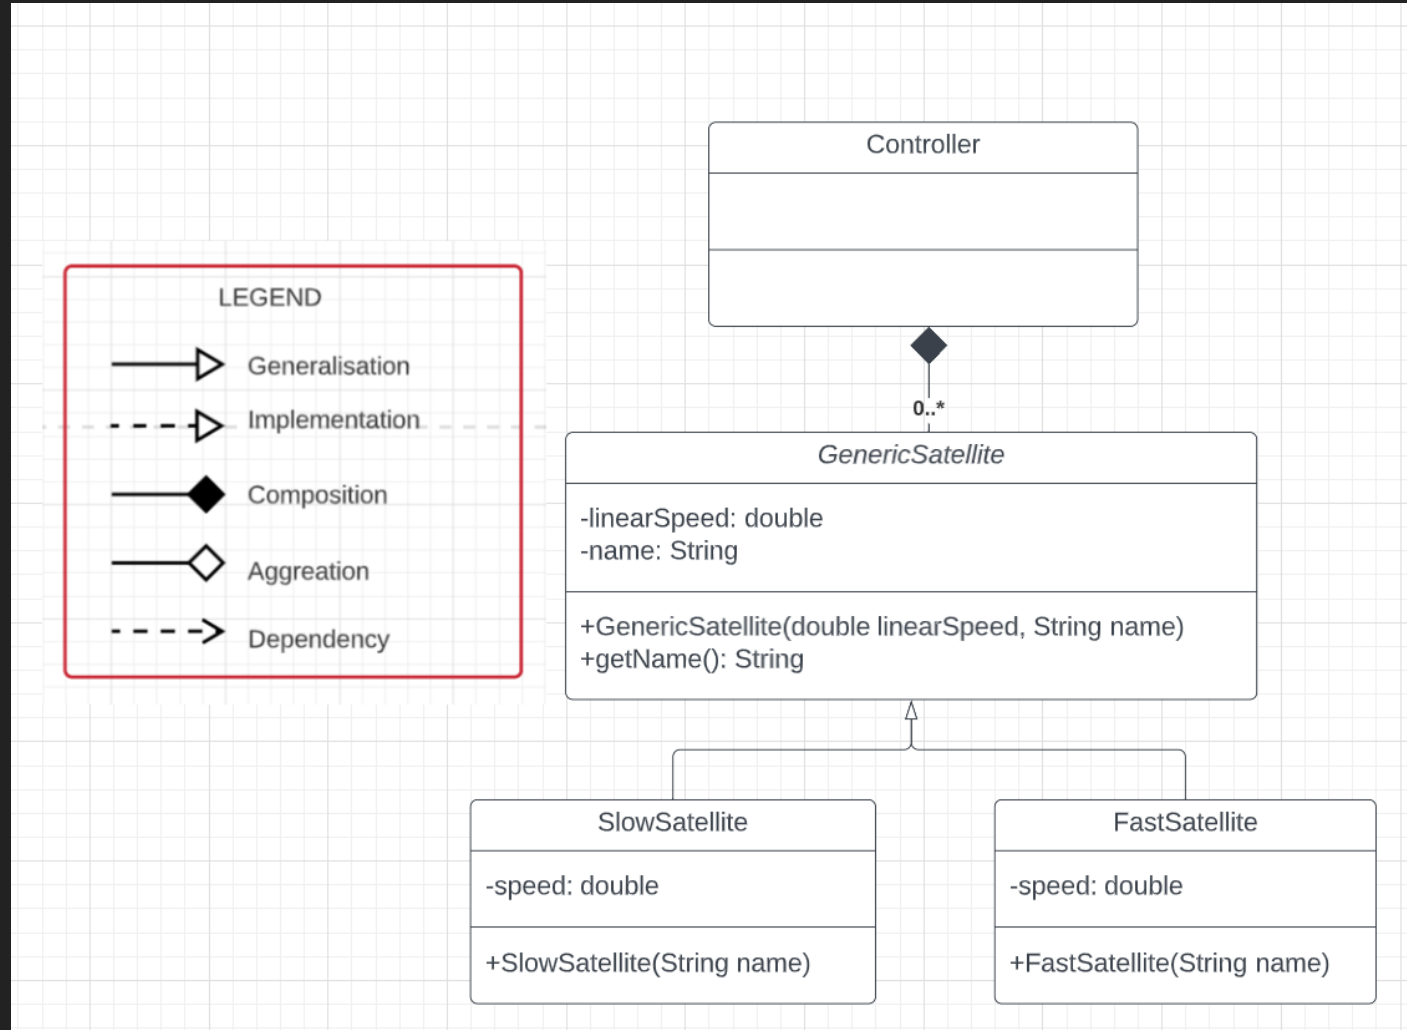 LEGEND
Generalisation
Implementation
Composition
Aggreation
Dependency
Controller
0..*
GenericSatellite
-linearSpeed: double
-name: String
+GenericSatellite(double linearSpeed, String name)
+getName(): String
SlowSatellite
-speed: double
+SlowSatellite(String name)
FastSatellite
-speed: double
+FastSatellite(String name)